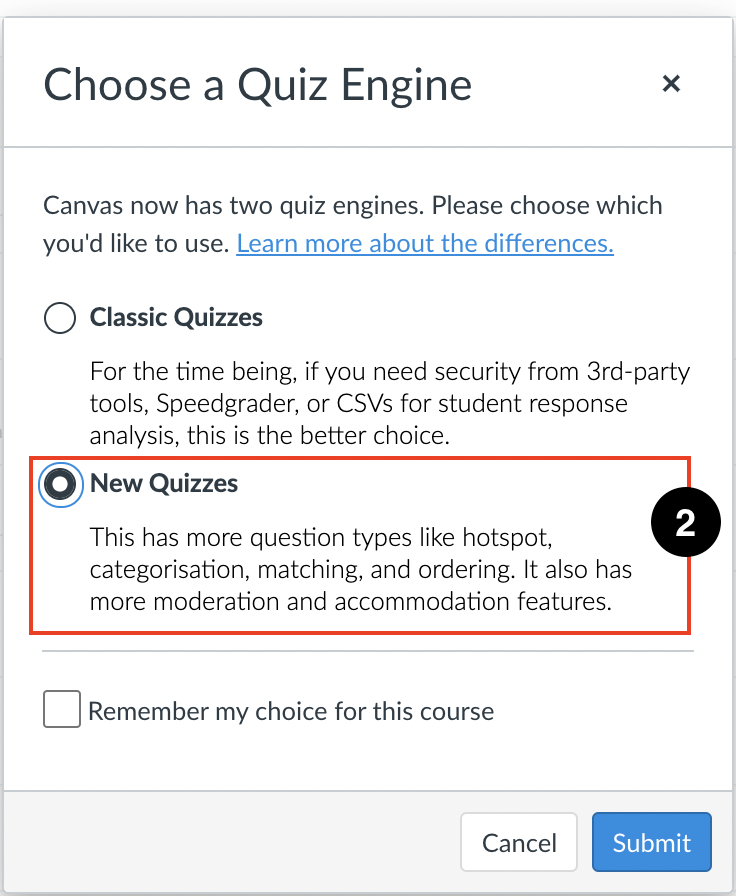 Choose a Quiz Engine ×
Canvas now has two quiz engines. Please choose which
you'd like to use. Learn more about the differences.
Classic Quizzes
For the time being, if you need security from 3rd-party
tools, Speedgrader, or CSVs for student response
analysis, this is the better choice.
New Quizzes
2
This has more question types like hotspot,
categorisation, matching, and ordering. It also has
more moderation and accommodation features.
Remember my choice for this course
Cancel Submit